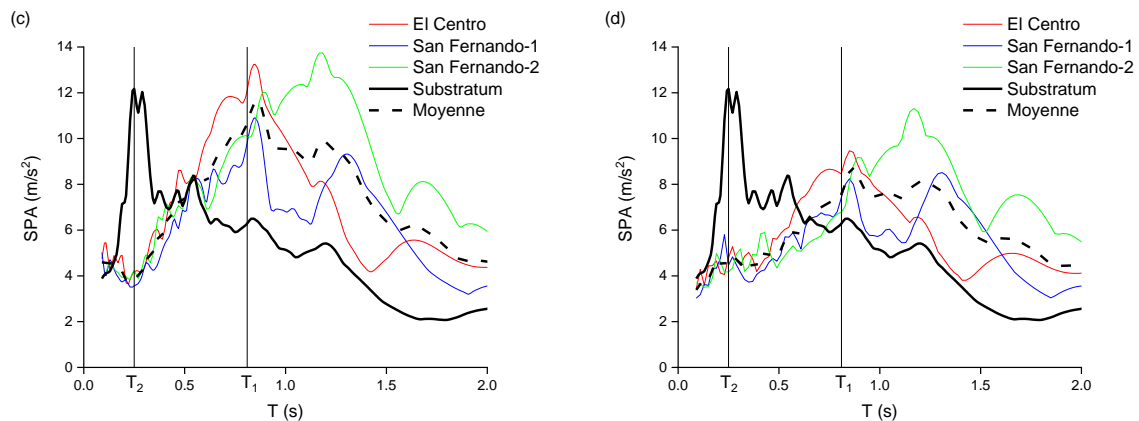 (c)
El Centro
San Fernando-1
San Fernando-2
Substratum
Moyenne
14
12
10
8
6
4
2
0
SPA (m/s²)
0.0
0.5
1.0
1.5
2.0
T₂
T₁
T (s)
(d)
El Centro
San Fernando-1
San Fernando-2
Substratum
Moyenne
14
12
10
8
6
4
2
0
SPA (m/s²)
0.0
0.5
1.0
1.5
2.0
T₂
T₁
T (s)